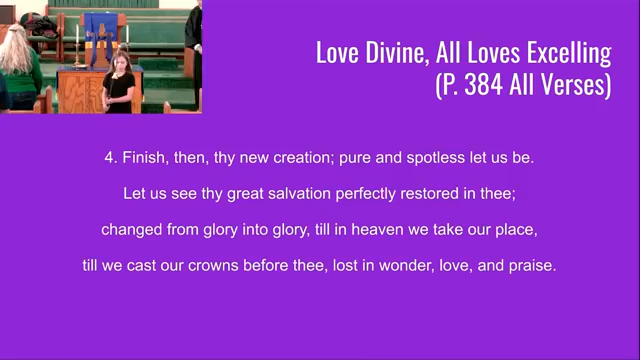 Love Divine, All Loves Excelling
(P. 384 All Verses)
4. Finish, then, thy new creation; pure and spotless let us be.
Let us see thy great salvation perfectly restored in thee;
changed from glory into glory, till in heaven we take our place,
till we cast our crowns before thee, lost in wonder, love, and praise.